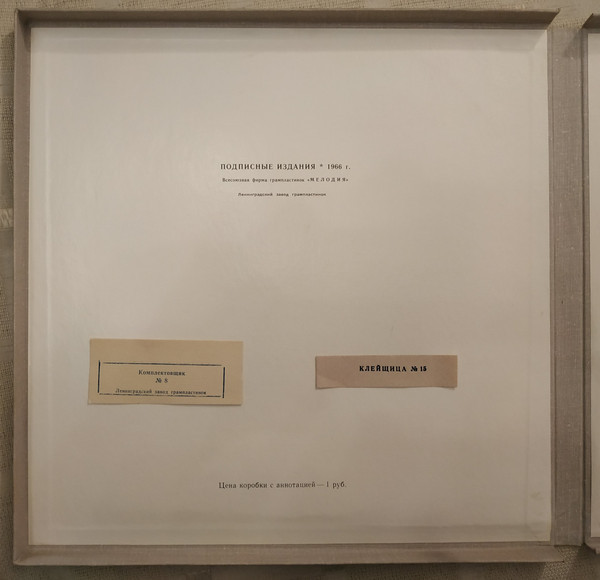 ПОДПИСНЫЕ ИЗДАНИЯ * 1966 г.
Всесоюзная фирма грампластинок «МЕЛОДИЯ»
Ленинградский завод грампластинок
Комплектовщик
№ 8
Ленинградский завод грампластинок
КЛЕЙЩИЦА № 15
Цена коробки с аннотацией — 1 руб.